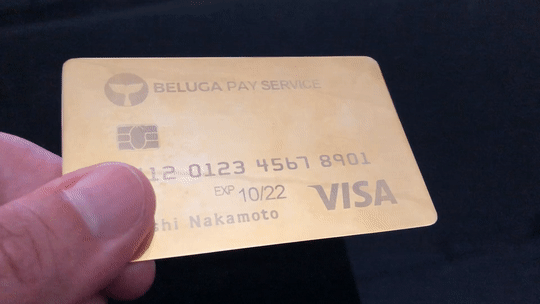 BELUGA PAY SERVICE
12 0123 4567 8901
EXP 10/22
VISA
shi Nakamoto